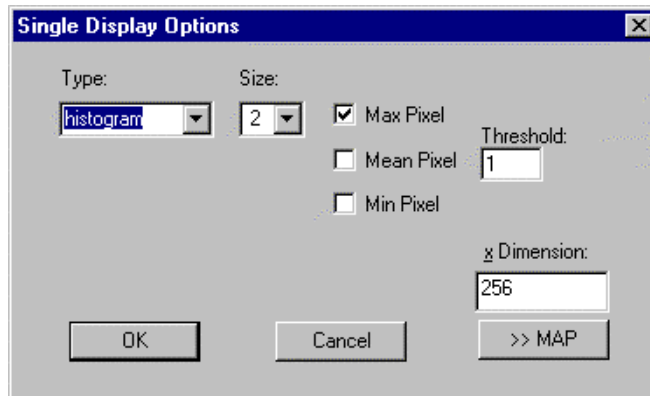 Single Display Options
Type:
Size:
histogram
2
Max Pixel
Mean Pixel
Min Pixel
Threshold:
1
x Dimension:
256
OK
Cancel
>> MAP